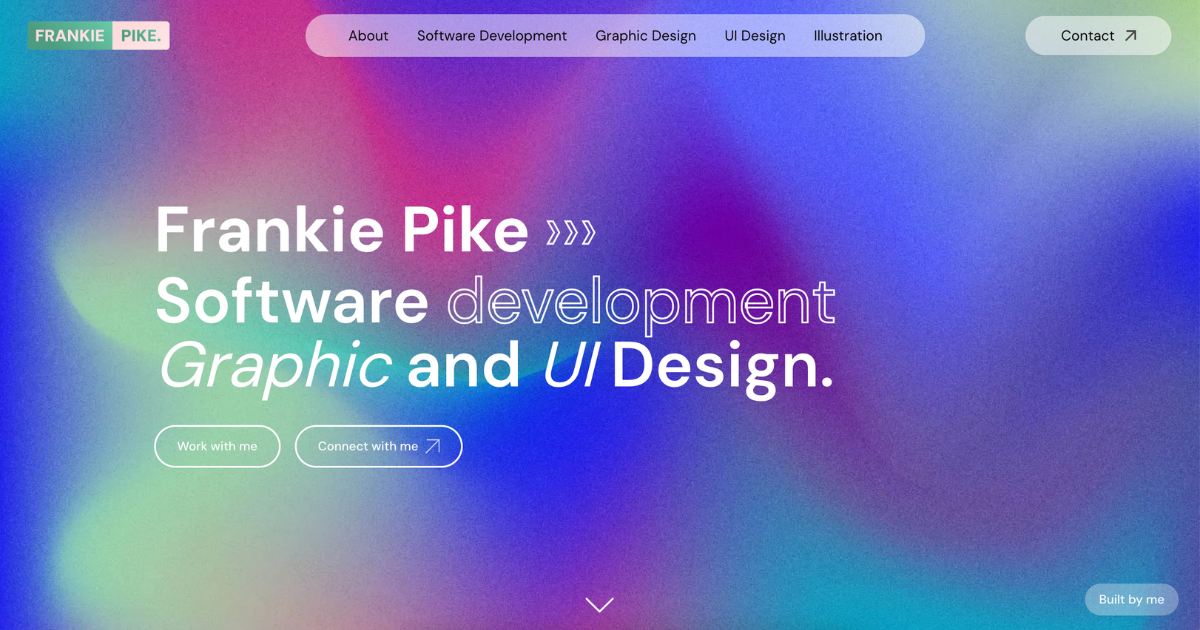 FRANKIE PIKE.
About Software Development Graphic Design UI Design Illustration
Contact
Frankie Pike
Software development
Graphic and UI Design.
Work with me Connect with me
Built by me